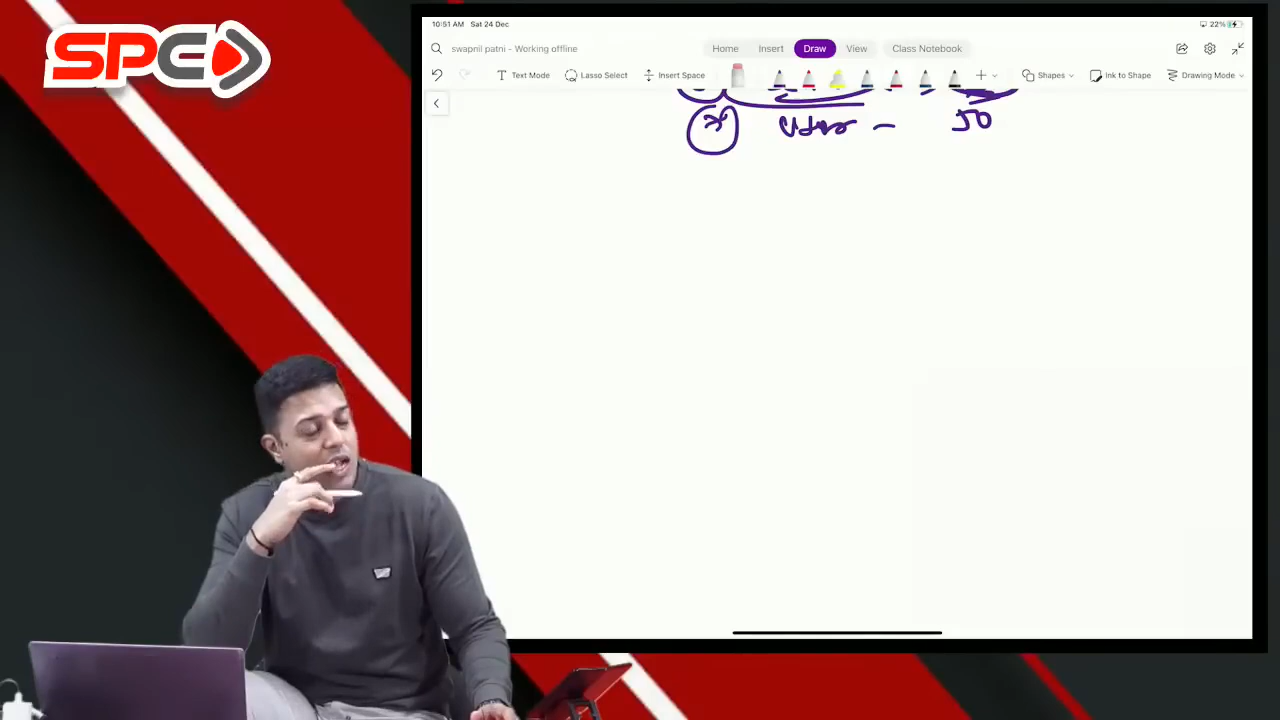 SPE
10:51 AM Sat 24 Dec
22%
swapnil patni - Working offline
Home Insert Draw View Class Notebook
Text Mode Lasso Select Insert Space Shapes Ink to Shape Drawing Mode
50